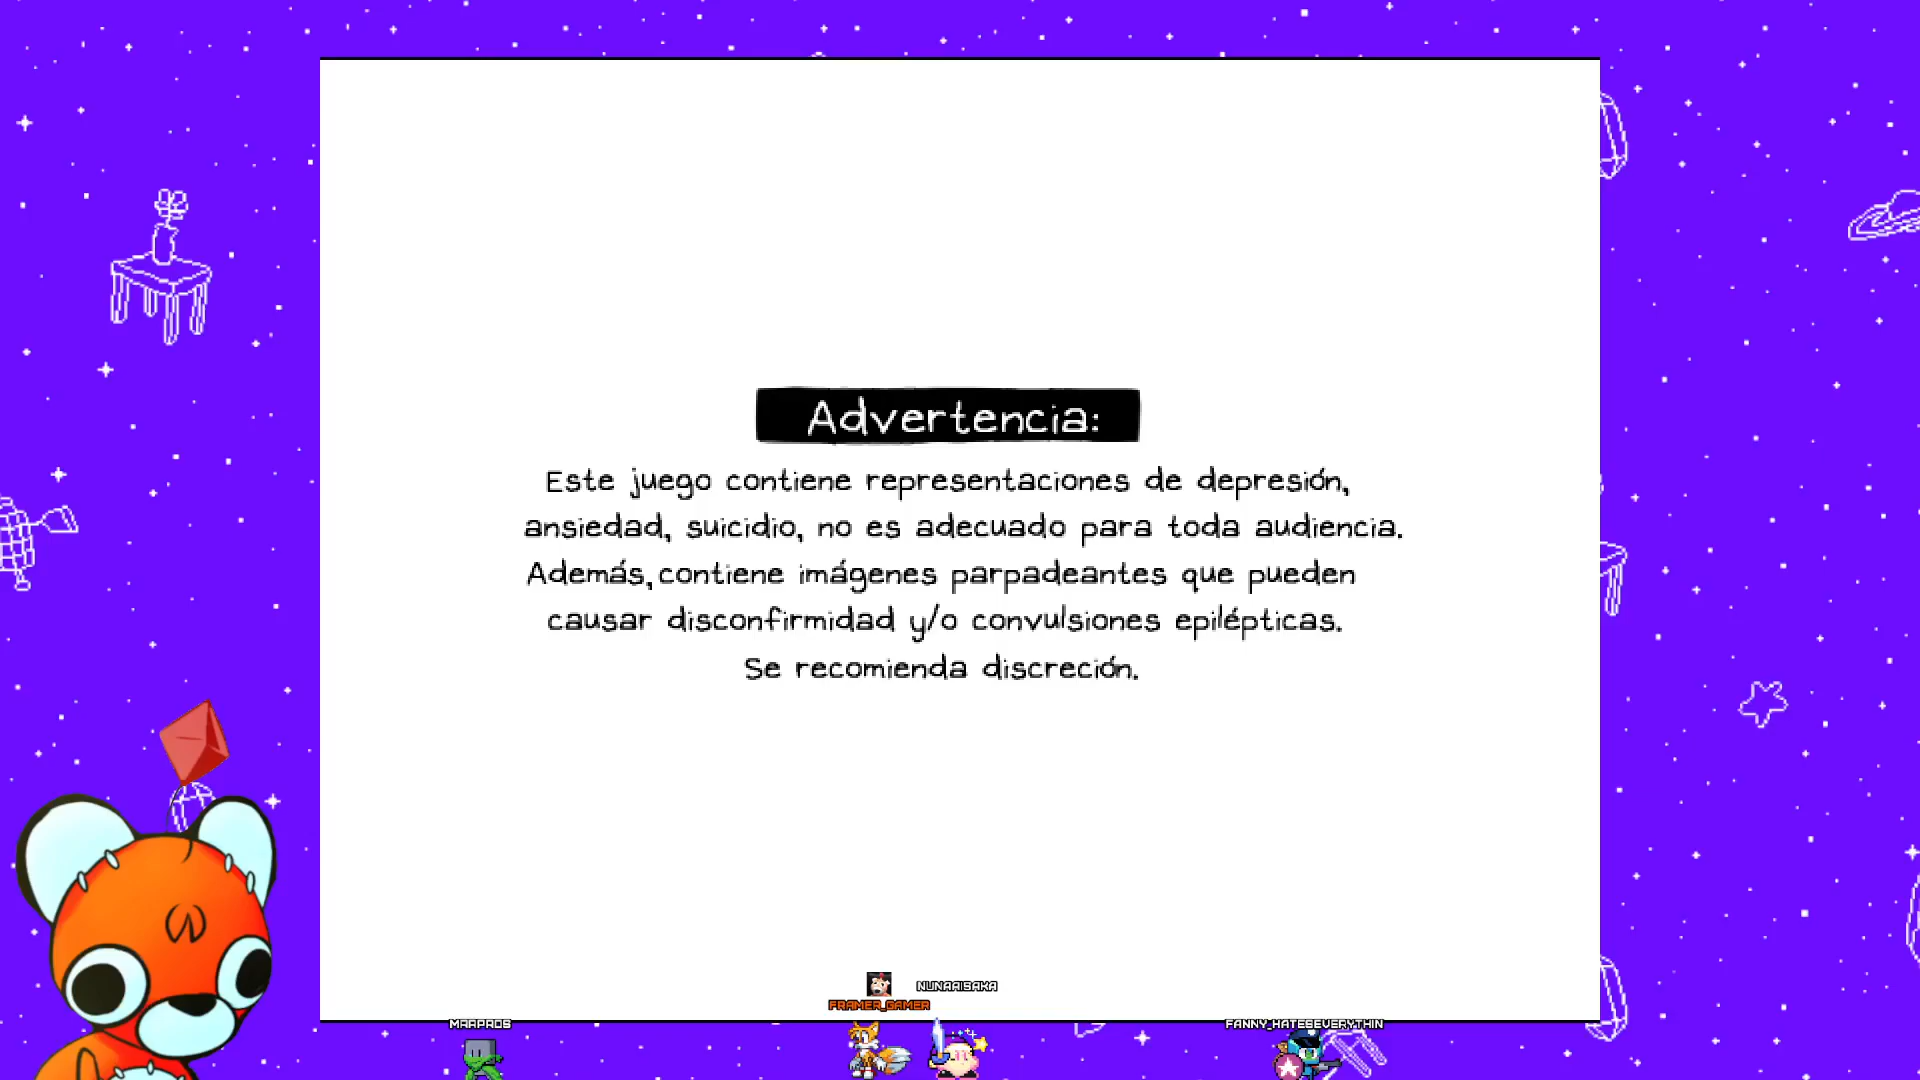 Advertencia:
Este juego contiene representaciones de depresión,
ansiedad, suicidio, no es adecuado para toda audiencia.
Además, contiene imágenes parpadeantes que pueden
causar disconfirmidad y/o convulsiones epilépticas.
Se recomienda discreción.
NUNAAISAKA
FRAMER_GAMER
MAAPRO8
FANNY_HATESEVERYTHIN